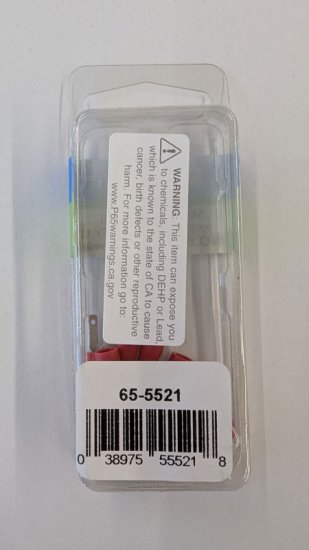 WARNING: This item can expose you
to chemicals, including DEHP or Lead,
which is known to the state of CA to cause
cancer, birth defects or other reproductive
harm. For more information go to:
www.P65warnings.ca.gov
65-5521
0 38975 55521 8